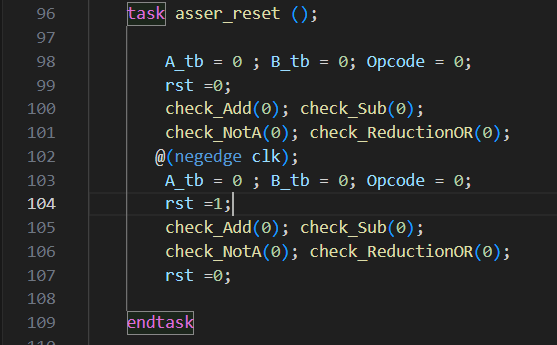 96 task asser_reset ();
97
98 A_tb = 0 ; B_tb = 0; Opcode = 0;
99 rst =0;
100 check_Add(0); check_Sub(0);
101 check_NotA(0); check_ReductionOR(0);
102 @(negedge clk);
103 A_tb = 0 ; B_tb = 0; Opcode = 0;
104 rst =1;
105 check_Add(0); check_Sub(0);
106 check_NotA(0); check_ReductionOR(0);
107 rst =0;
108
109 endtask